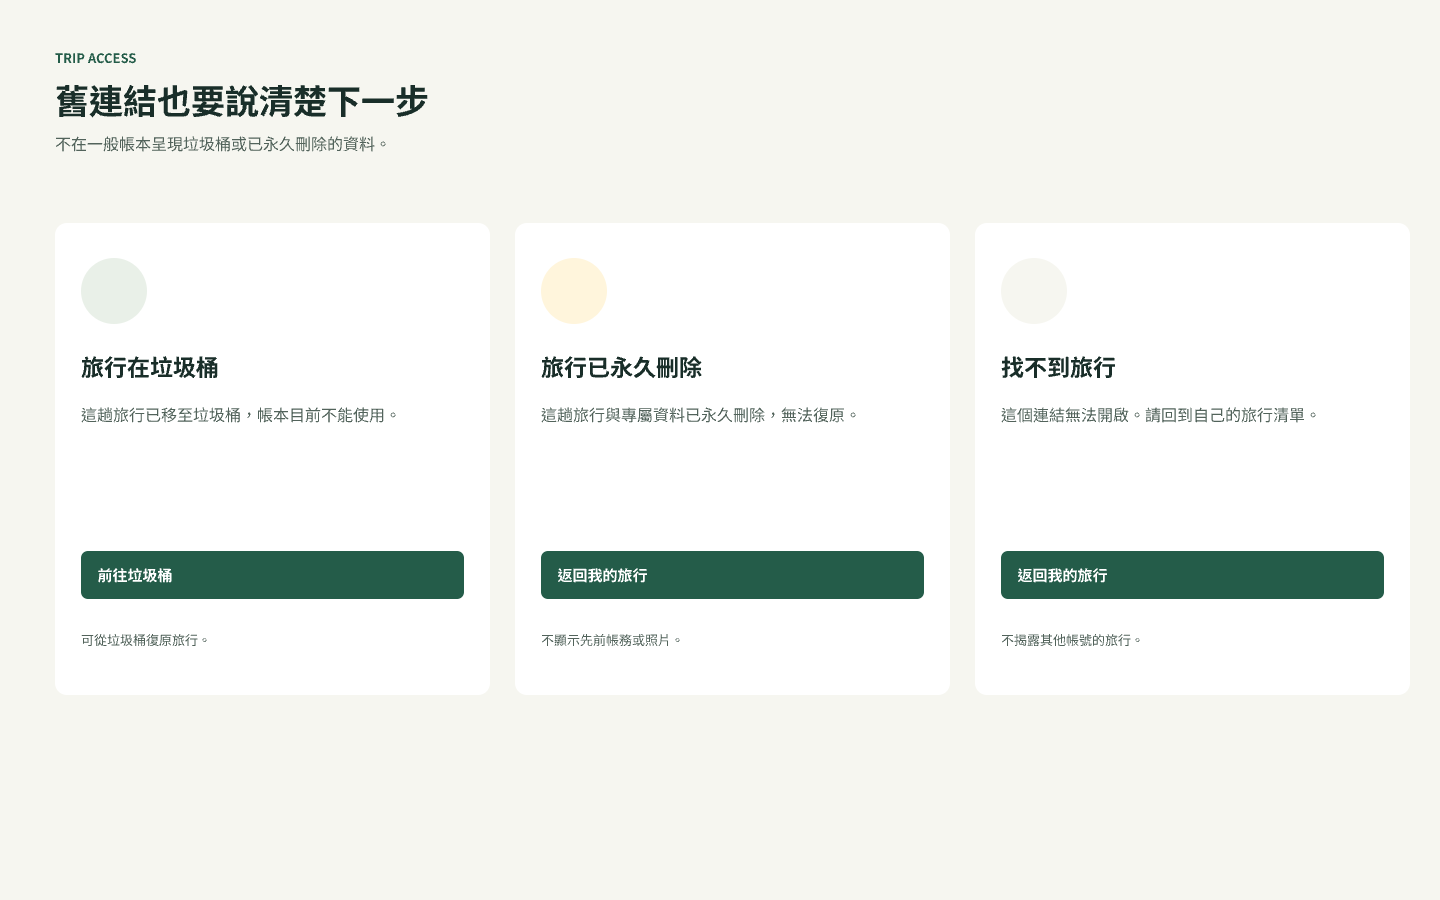 TRIP ACCESS
舊連結也要說清楚下一步
不在一般帳本呈現垃圾桶或已永久刪除的資料。
旅行在垃圾桶
這趟旅行已移至垃圾桶，帳本目前不能使用。
前往垃圾桶
可從垃圾桶復原旅行。
旅行已永久刪除
這趟旅行與專屬資料已永久刪除，無法復原。
返回我的旅行
不顯示先前帳務或照片。
找不到旅行
這個連結無法開啟。請回到自己的旅行清單。
返回我的旅行
不揭露其他帳號的旅行。